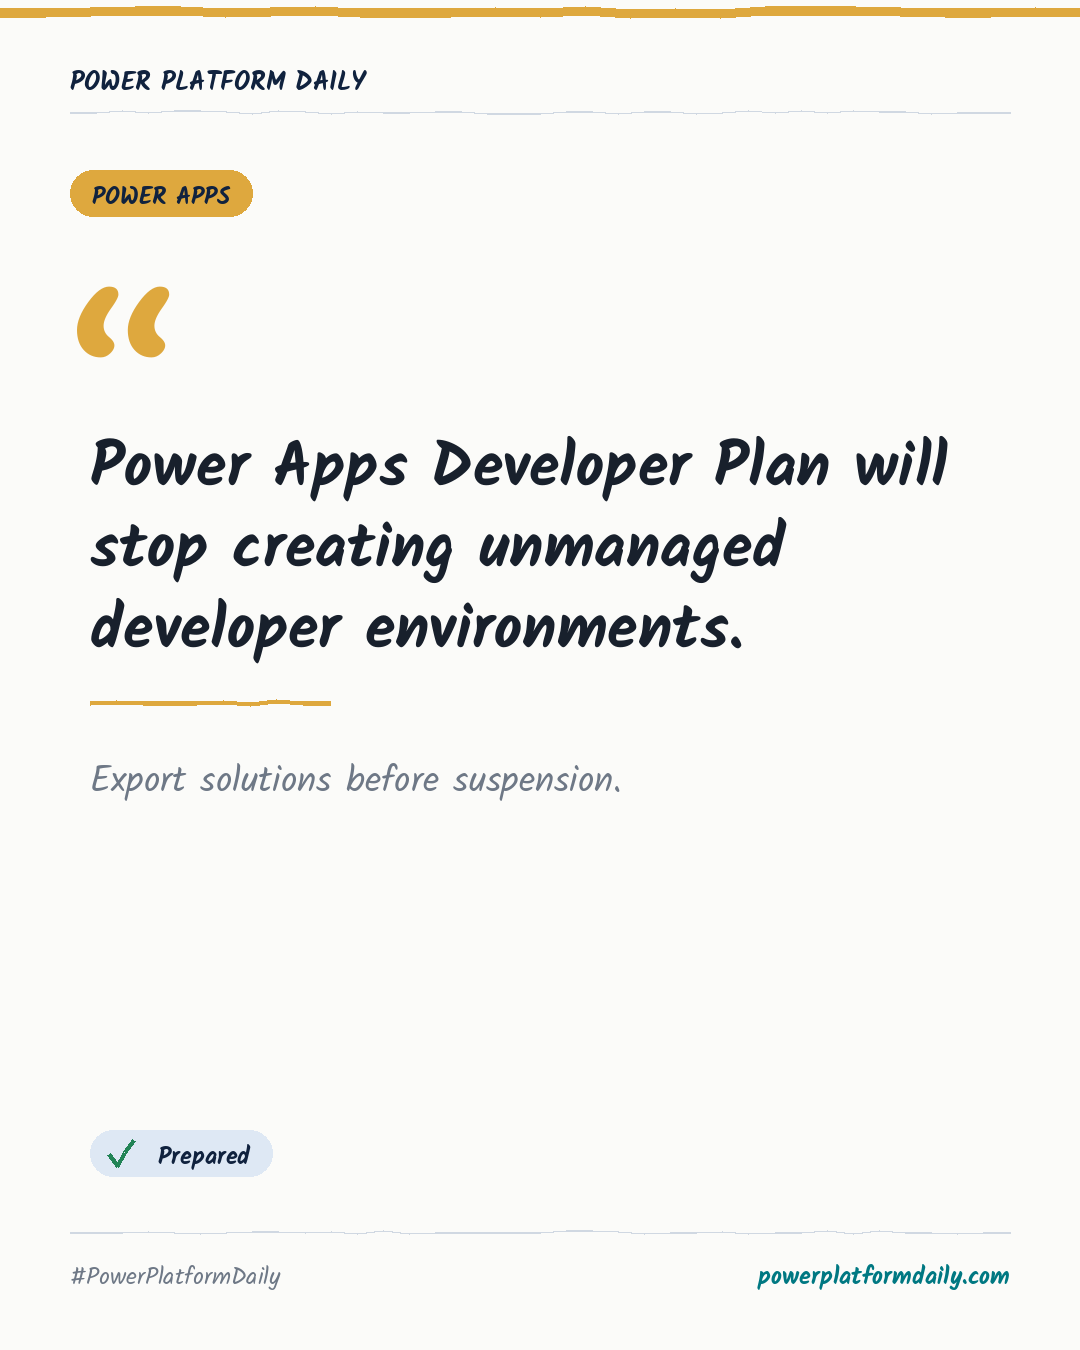 POWER PLATFORM DAILY
POWER APPS
“
Power Apps Developer Plan will
stop creating unmanaged
developer environments.
Export solutions before suspension.
Prepared
#PowerPlatformDaily
powerplatformdaily.com